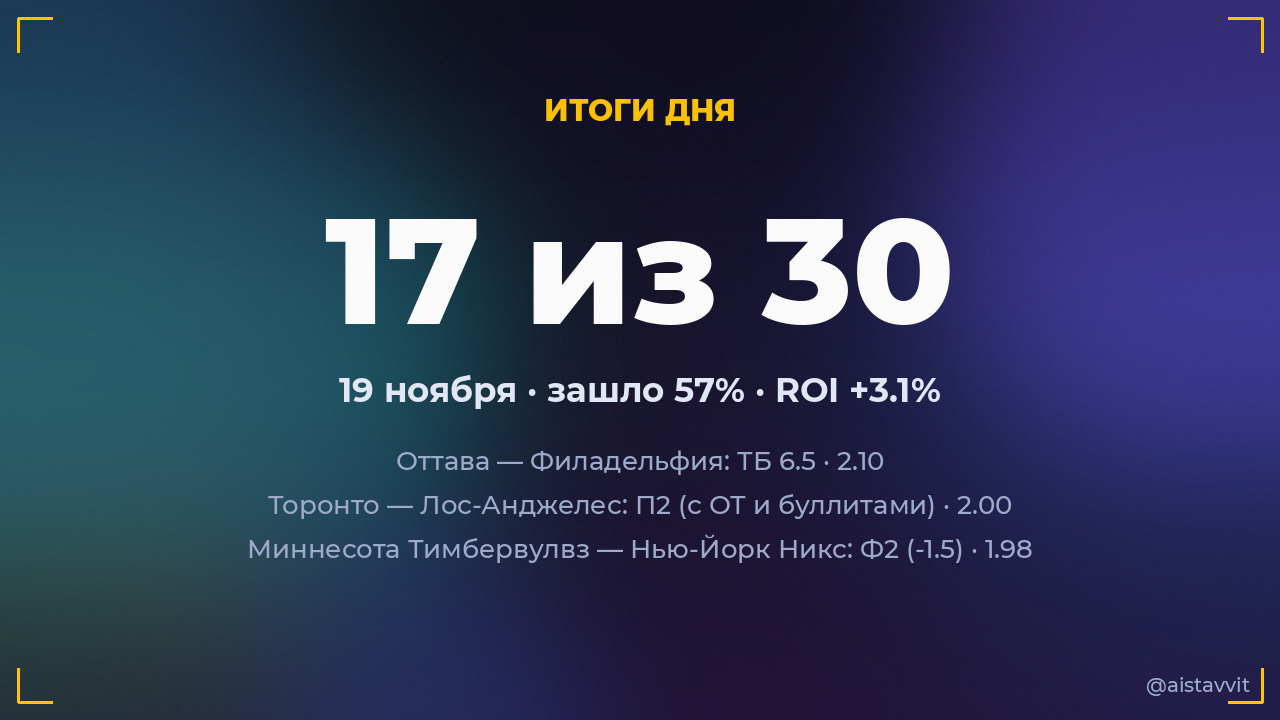 ИТОГИ ДНЯ
17 из 30
19 ноября · зашло 57% · ROI +3.1%
Оттава — Филадельфия: ТБ 6.5 · 2.10
Торонто — Лос-Анджелес: П2 (с ОТ и буллитами) · 2.00
Миннесота Тимбервулвз — Нью-Йорк Никс: Ф2 (-1.5) · 1.98
@aistavvit